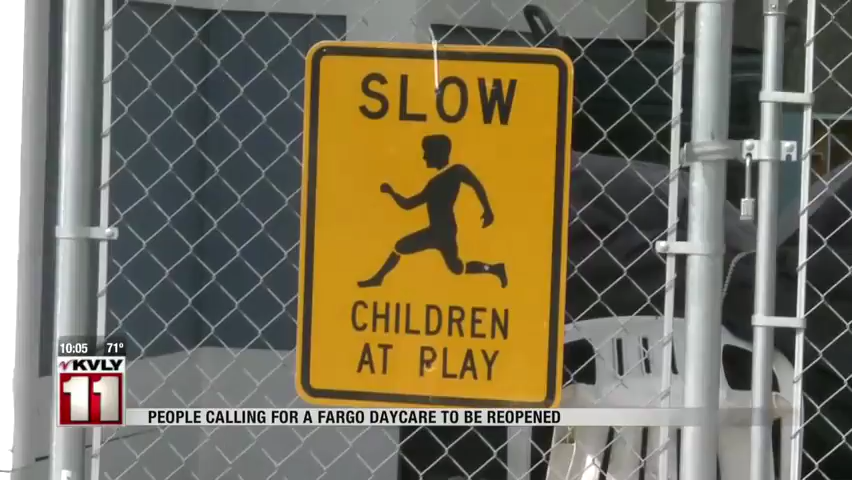 SLOW
CHILDREN
AT PLAY
10:05 71°
KVLY
11
PEOPLE CALLING FOR A FARGO DAYCARE TO BE REOPENED